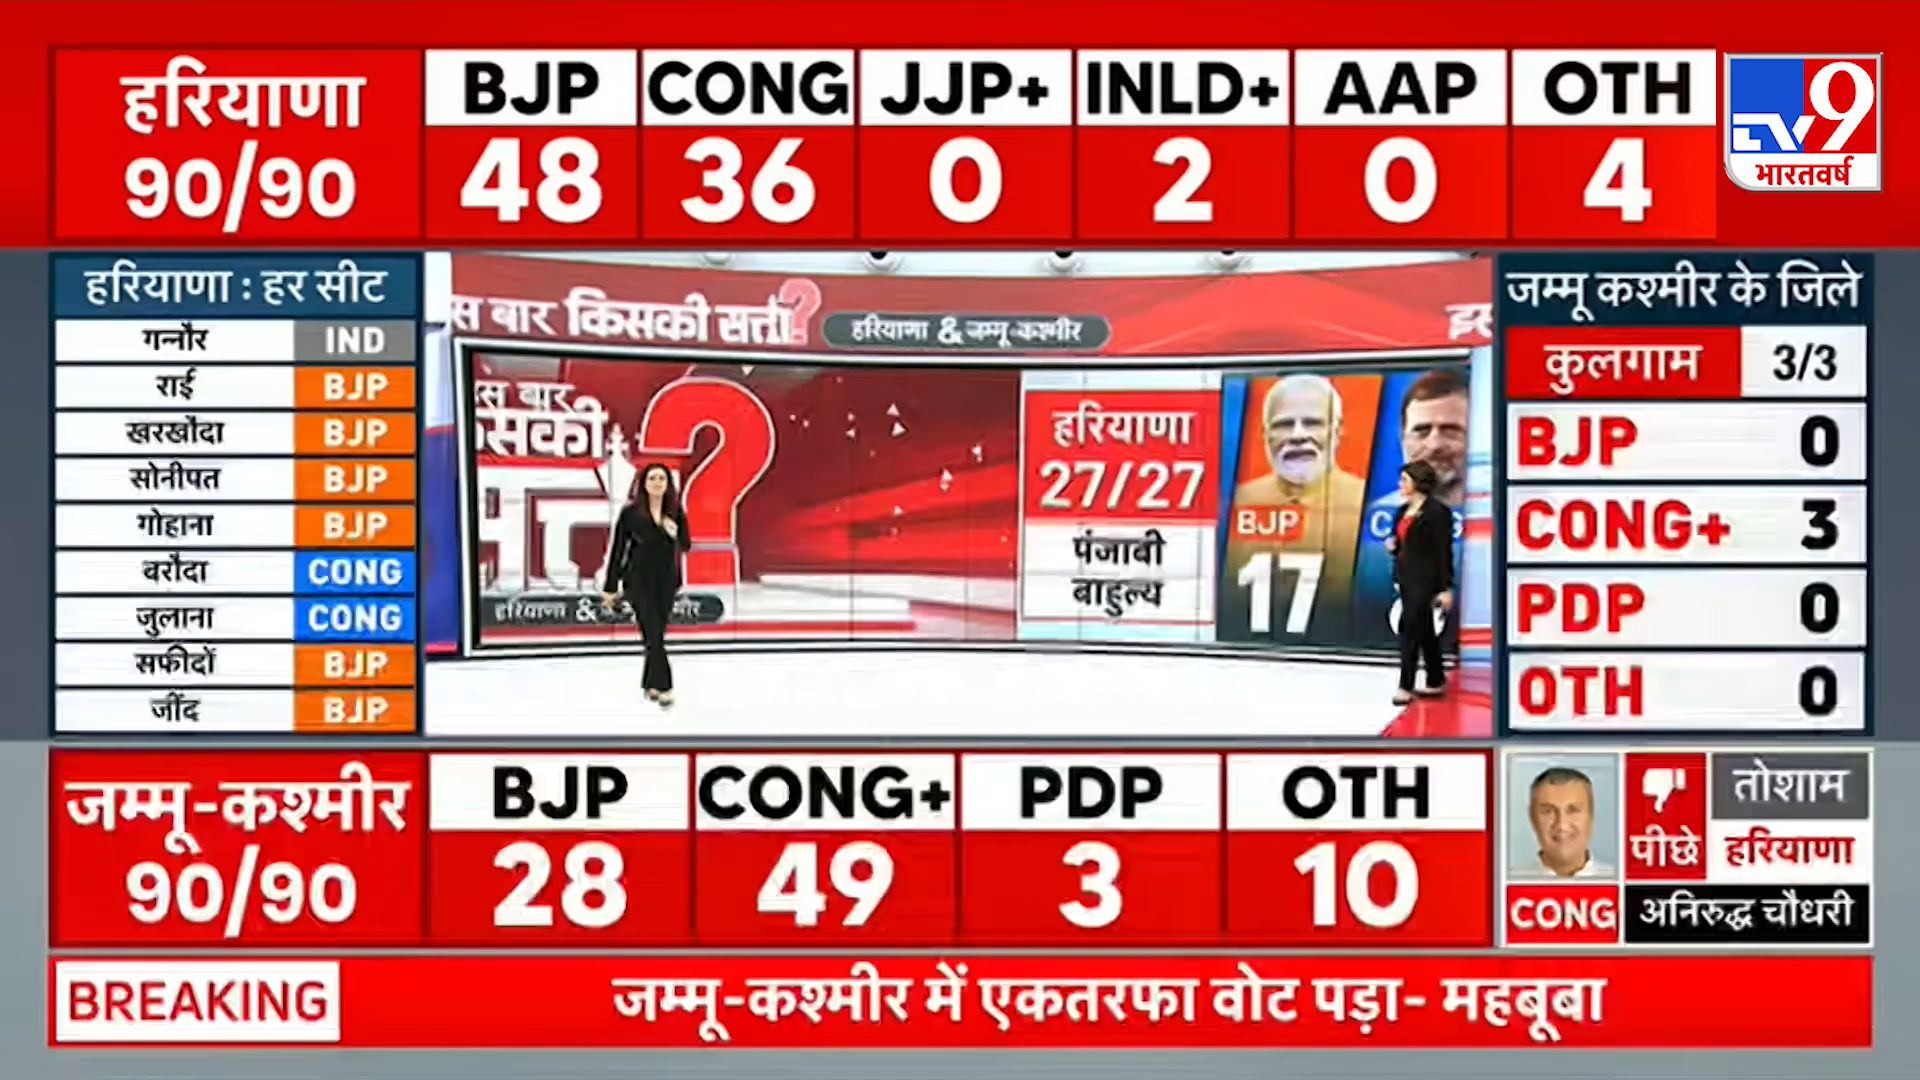 हरियाणा
90/90
BJP
48
CONG
36
JJP+
0
INLD+
2
AAP
0
OTH
4
TV9
भारतवर्ष
हरियाणा : हर सीट
गन्नौर IND
राई BJP
खरखौदा BJP
सोनीपत BJP
गोहाना BJP
बरौदा CONG
जुलाना CONG
सफीदों BJP
जींद BJP
स बार किसकी सत्ता?
हरियाणा & जम्मू-कश्मीर
इस
स बार
हरियाणा &
हरियाणा
27/27
पंजाबी
बाहुल्य
BJP
17
जम्मू कश्मीर के जिले
कुलगाम 3/3
BJP 0
CONG+ 3
PDP 0
OTH 0
जम्मू-कश्मीर
90/90
BJP
28
CONG+
49
PDP
3
OTH
10
पीछे
तोशाम
हरियाणा
CONG
अनिरुद्ध चौधरी
BREAKING
जम्मू-कश्मीर में एकतरफा वोट पड़ा- महबूबा